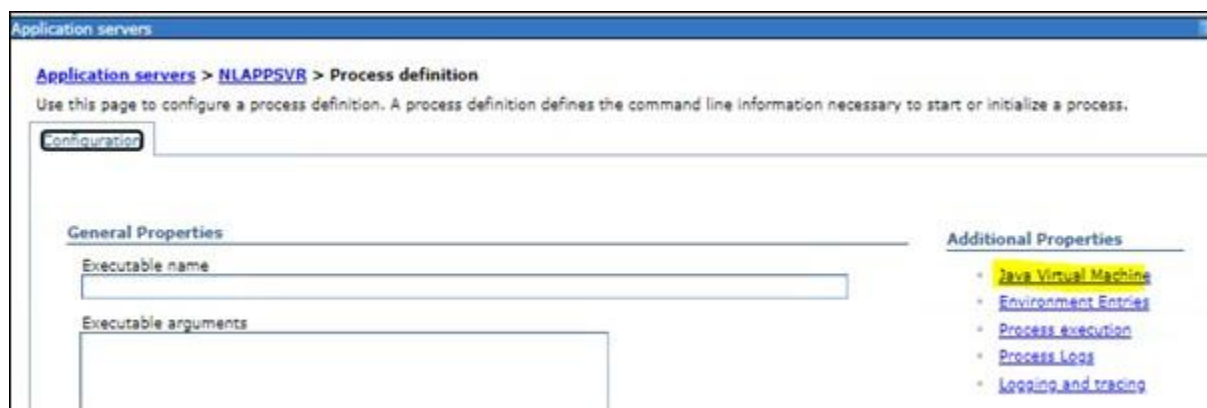 Application servers
Application servers > NLAPPSVR > Process definition
Use this page to configure a process definition. A process definition defines the command line information necessary to start or initialize a process.
Configuration
General Properties
Executable name
Executable arguments
Additional Properties
Java Virtual Machine
Environment Entries
Process execution
Process Logs
Logging and tracing